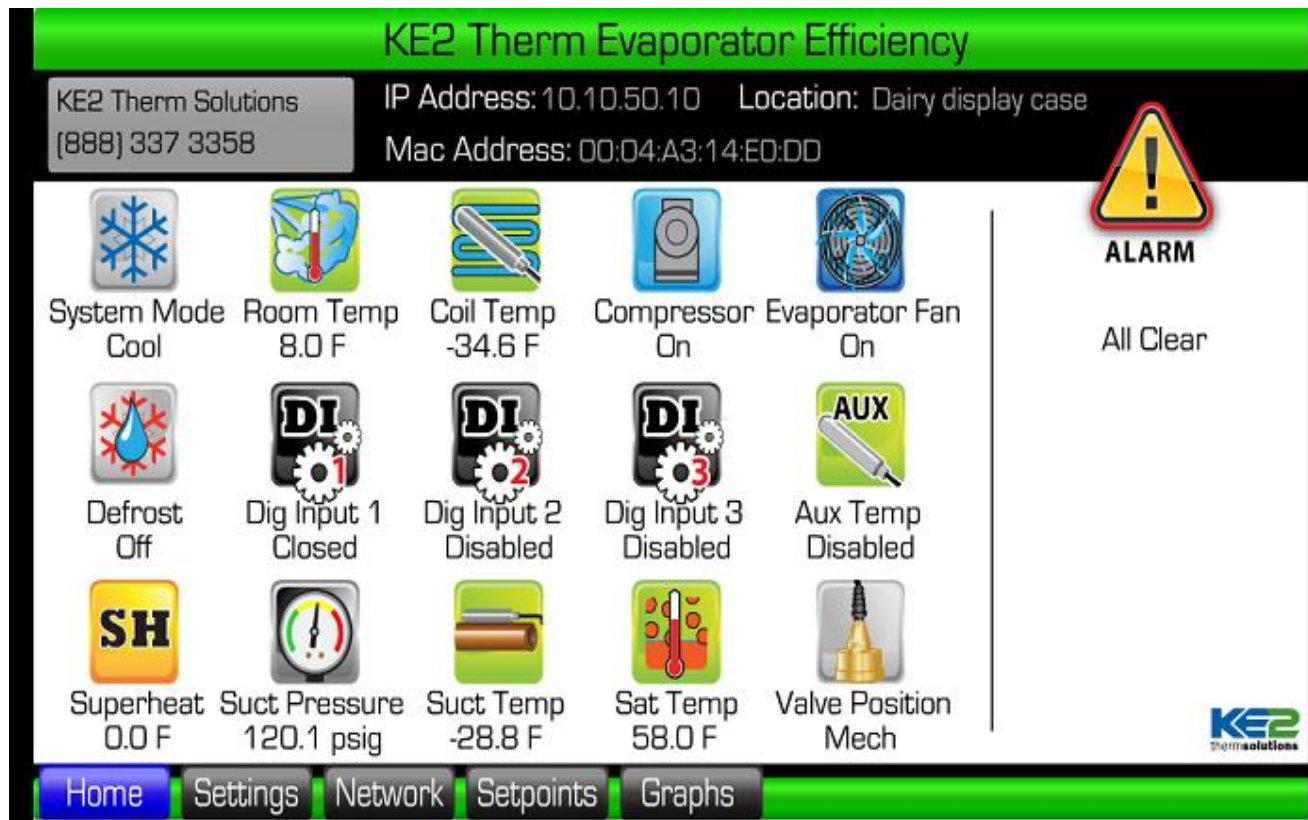 KE2 Therm Evaporator Efficiency
KE2 Therm Solutions
(888) 337 3358
IP Address: 10.10.50.10 Location: Dairy display case
Mac Address: 00:04:A3:14:E0:DD
ALARM
All Clear
System Mode Room Temp Coil Temp Compressor Evaporator Fan
Cool 8.0 F -34.6 F On On
DI 1 DI 2 DI 3 AUX
Defrost Dig Input 1 Dig Input 2 Dig Input 3 Aux Temp
Off Closed Disabled Disabled Disabled
SH
Superheat Suct Pressure Suct Temp Sat Temp Valve Position
0.0 F 120.1 psig -28.8 F 58.0 F Mech
KE2
thermsolutions
Home Settings Network Setpoints Graphs